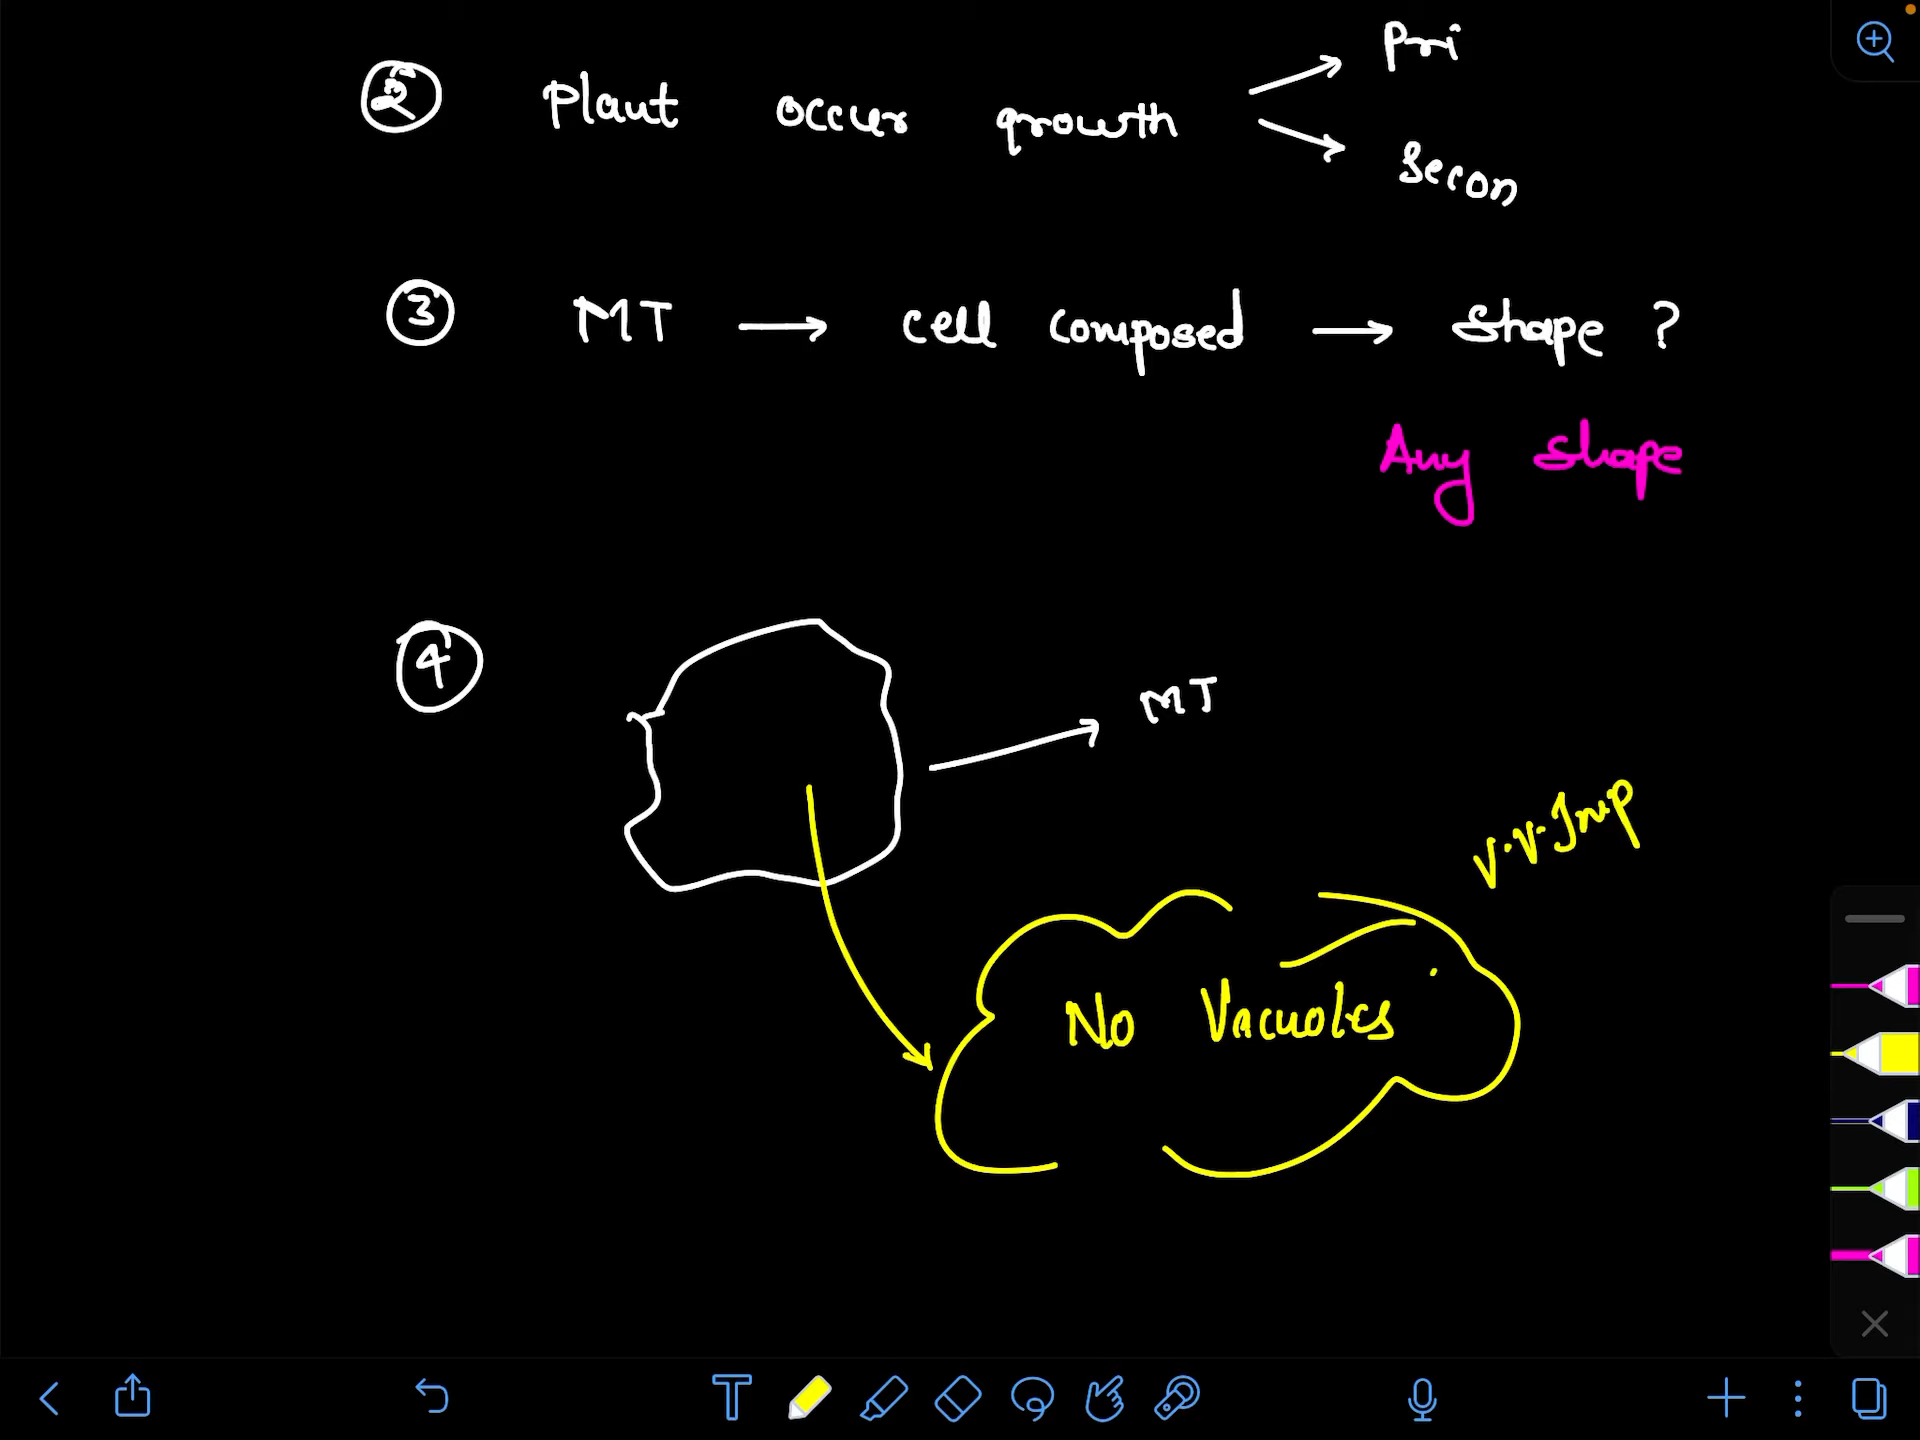 Pri
② Plant occur growth
Secon
③ MT → cell composed → Shape ?
Any shape
④
MT
V.V.Imp
No Vacuoles